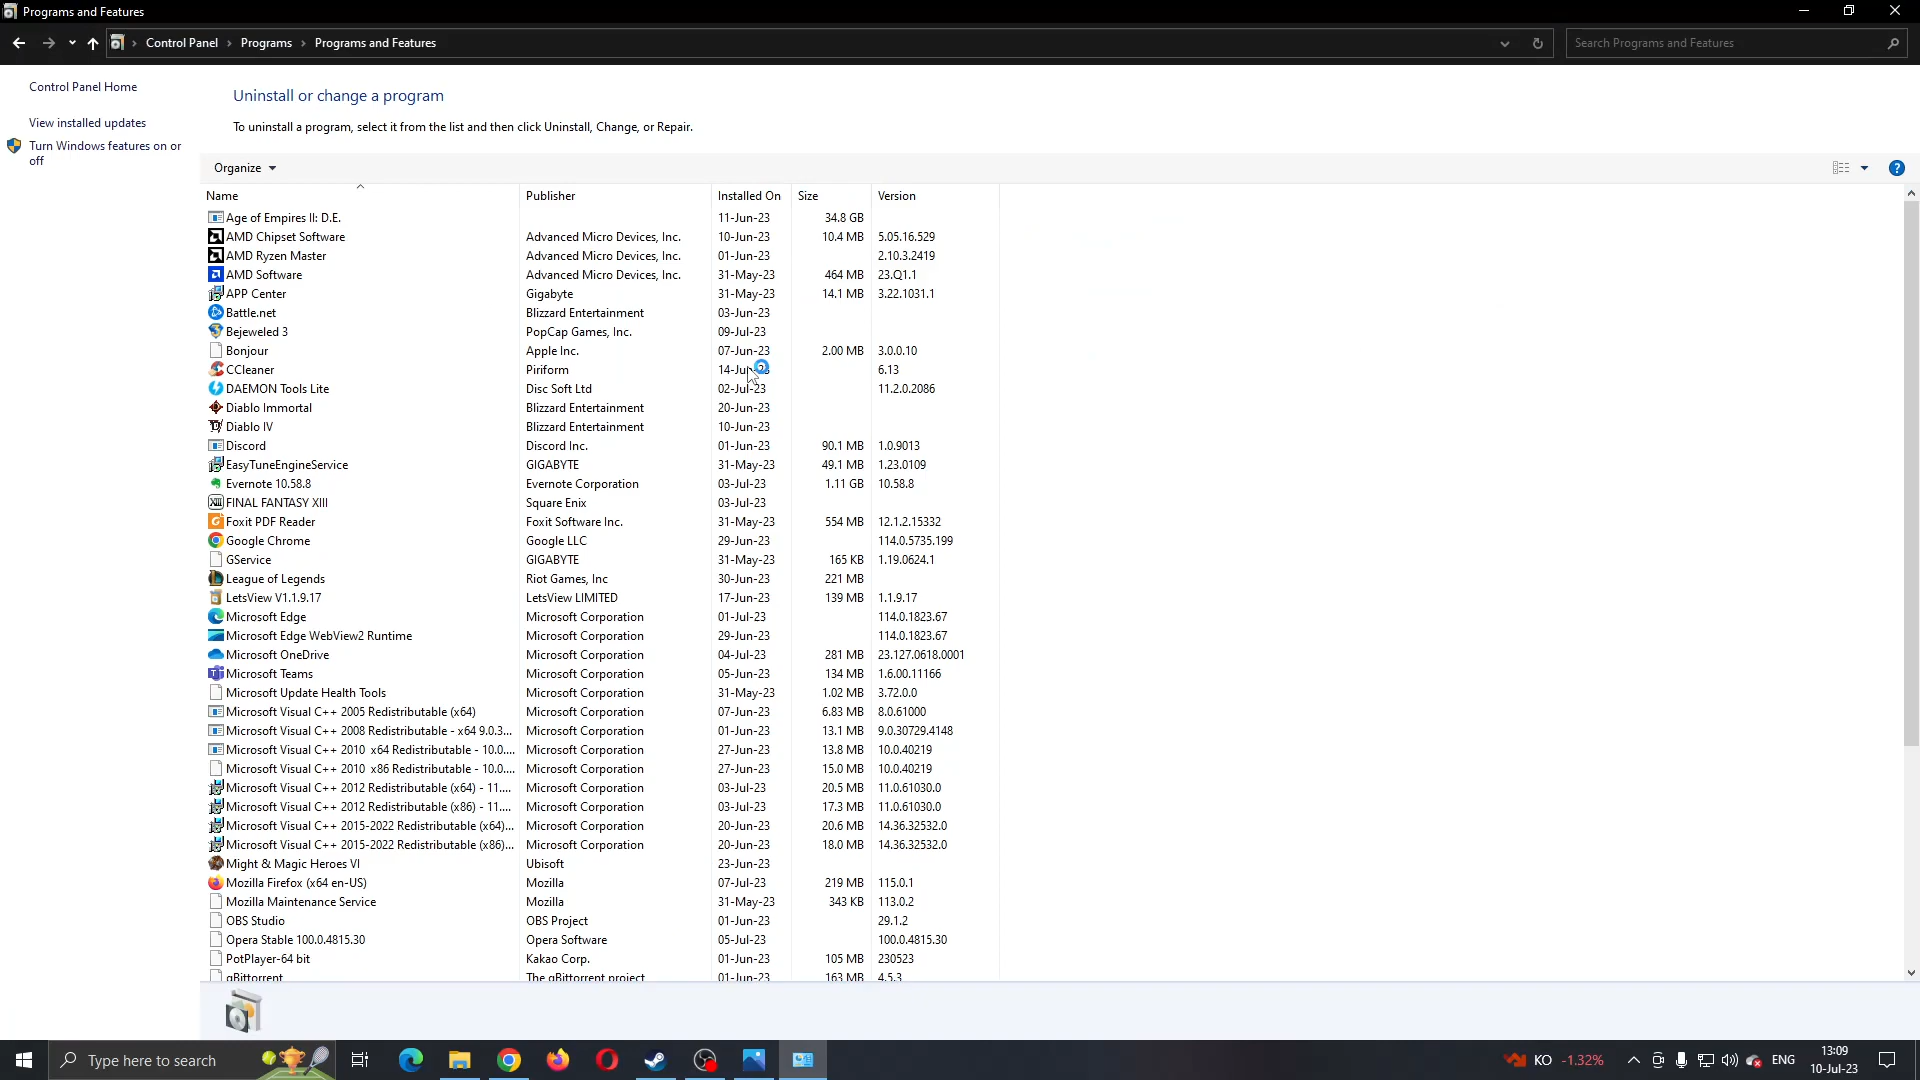 Programs and Features
Control Panel > Programs > Programs and Features
Search Programs and Features
Control Panel Home
View installed updates
Turn Windows features on or
off
Uninstall or change a program
To uninstall a program, select it from the list and then click Uninstall, Change, or Repair.
Organize
Name Publisher Installed On Size Version
Age of Empires II: D.E. 11-Jun-23 34.8 GB
AMD Chipset Software Advanced Micro Devices, Inc. 10-Jun-23 10.4 MB 5.05.16.529
AMD Ryzen Master Advanced Micro Devices, Inc. 01-Jun-23 2.10.3.2419
AMD Software Advanced Micro Devices, Inc. 31-May-23 464 MB 23.Q1.1
APP Center Gigabyte 31-May-23 14.1 MB 3.22.1031.1
Battle.net Blizzard Entertainment 03-Jun-23
Bejeweled 3 PopCap Games, Inc. 09-Jul-23
Bonjour Apple Inc. 07-Jun-23 2.00 MB 3.0.0.10
CCleaner Piriform 6.13
DAEMON Tools Lite Disc Soft Ltd 02-Jul-23 11.2.0.2086
Diablo Immortal Blizzard Entertainment 20-Jun-23
Diablo IV Blizzard Entertainment 10-Jun-23
Discord Discord Inc. 01-Jun-23 90.1 MB 1.0.9013
EasyTuneEngineService GIGABYTE 31-May-23 49.1 MB 1.23.0109
Evernote 10.58.8 Evernote Corporation 03-Jul-23 1.11 GB 10.58.8
FINAL FANTASY XIII Square Enix 03-Jul-23
Foxit PDF Reader Foxit Software Inc. 31-May-23 554 MB 12.1.2.15332
Google Chrome Google LLC 29-Jun-23 114.0.5735.199
GService GIGABYTE 31-May-23 165 KB 1.19.0624.1
League of Legends Riot Games, Inc 30-Jun-23 221 MB
LetsView V1.1.9.17 LetsView LIMITED 17-Jun-23 139 MB 1.1.9.17
Microsoft Edge Microsoft Corporation 01-Jul-23 114.0.1823.67
Microsoft Edge WebView2 Runtime Microsoft Corporation 29-Jun-23 114.0.1823.67
Microsoft OneDrive Microsoft Corporation 04-Jul-23 281 MB 23.127.0618.0001
Microsoft Teams Microsoft Corporation 05-Jun-23 134 MB 1.6.00.11166
Microsoft Update Health Tools Microsoft Corporation 31-May-23 1.02 MB 3.72.0.0
Microsoft Visual C++ 2005 Redistributable (x64) Microsoft Corporation 07-Jun-23 6.83 MB 8.0.61000
Microsoft Visual C++ 2008 Redistributable - x64 9.0.3... Microsoft Corporation 01-Jun-23 13.1 MB 9.0.30729.4148
Microsoft Visual C++ 2010 x64 Redistributable - 10.0.... Microsoft Corporation 27-Jun-23 13.8 MB 10.0.40219
Microsoft Visual C++ 2010 x86 Redistributable - 10.0.... Microsoft Corporation 27-Jun-23 15.0 MB 10.0.40219
Microsoft Visual C++ 2012 Redistributable (x64) - 11.... Microsoft Corporation 03-Jul-23 20.5 MB 11.0.61030.0
Microsoft Visual C++ 2012 Redistributable (x86) - 11.... Microsoft Corporation 03-Jul-23 17.3 MB 11.0.61030.0
Microsoft Visual C++ 2015-2022 Redistributable (x64)... Microsoft Corporation 20-Jun-23 20.6 MB 14.36.32532.0
Microsoft Visual C++ 2015-2022 Redistributable (x86)... Microsoft Corporation 20-Jun-23 18.0 MB 14.36.32532.0
Might & Magic Heroes VI Ubisoft 23-Jun-23
Mozilla Firefox (x64 en-US) Mozilla 07-Jul-23 219 MB 115.0.1
Mozilla Maintenance Service Mozilla 31-May-23 343 KB 113.0.2
OBS Studio OBS Project 01-Jun-23 29.1.2
Opera Stable 100.0.4815.30 Opera Software 05-Jul-23 100.0.4815.30
PotPlayer-64 bit Kakao Corp. 01-Jun-23 105 MB 230523
qBittorrent The qBittorrent project 01-Jun-23 163 MB 4.5.3
Type here to search
KO -1.32%
ENG
13:09
10-Jul-23